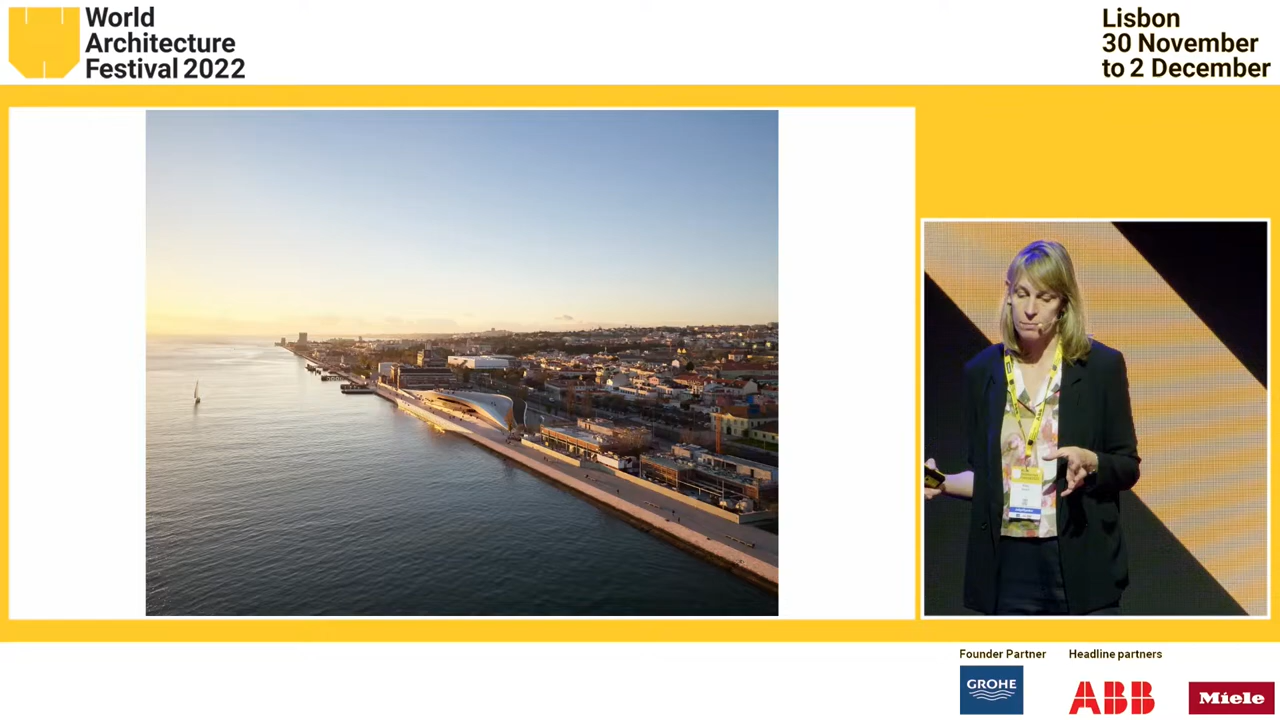 World
Architecture
Festival 2022
Lisbon
30 November
to 2 December
Founder Partner
Headline partners
GROHE
ABB
Miele